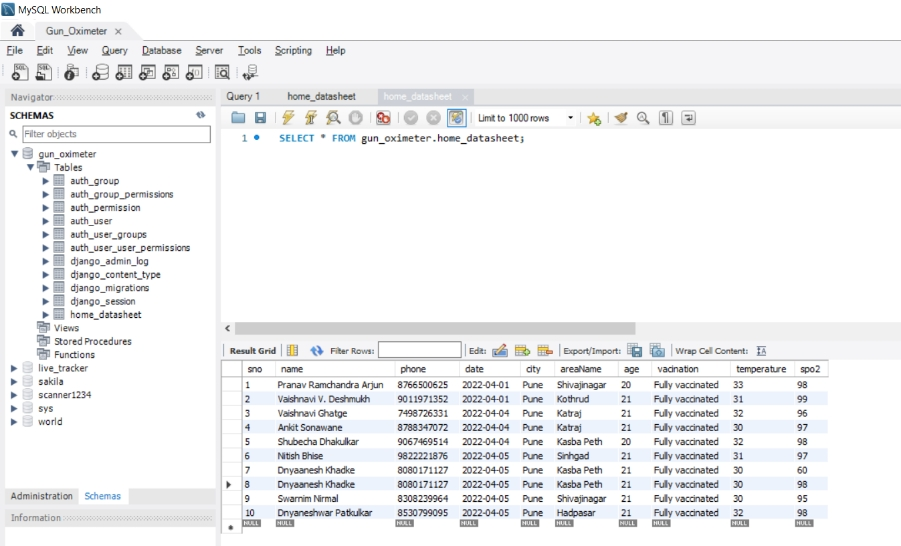 MySQL Workbench
Gun_Oximeter
File Edit View Query Database Server Tools Scripting Help
Navigator
SCHEMAS
Filter objects
gun_oximeter
Tables
auth_group
auth_group_permissions
auth_permission
auth_user
auth_user_groups
auth_user_user_permissions
django_admin_log
django_content_type
django_migrations
django_session
home_datasheet
Views
Stored Procedures
Functions
live_tracker
sakila
scanner1234
sys
world
Administration Schemas
Information
Query 1 home_datasheet home_datasheet
Limit to 1000 rows
1 SELECT * FROM gun_oximeter.home_datasheet;
Result Grid Filter Rows: Edit: Export/Import: Wrap Cell Content:
sno name phone date city areaName age vacination temperature spo2
1 Pranav Ramchandra Arjun 8766500625 2022-04-01 Pune Shivajinagar 20 Fully vaccinated 33 98
2 Vaishnavi V. Deshmukh 9011971352 2022-04-01 Pune Kothrud 21 Fully vaccinated 31 99
3 Vaishnavi Ghatge 7498726331 2022-04-04 Pune Katraj 21 Fully vaccinated 32 96
4 Ankit Sonawane 8788347072 2022-04-04 Pune Katraj 21 Fully vaccinated 30 97
5 Shubecha Dhakulkar 9067469514 2022-04-04 Pune Kasba Peth 20 Fully vaccinated 32 98
6 Nitish Bhise 9822221876 2022-04-05 Pune Sinhgad 21 Fully vaccinated 31 97
7 Dnyaanesh Khadke 8080171127 2022-04-05 Pune Kasba Peth 21 Fully vaccinated 30 60
8 Dnyaanesh Khadke 8080171127 2022-04-05 Pune Kasba Peth 21 Fully vaccinated 30 98
9 Swarnim Nirmal 8308239964 2022-04-05 Pune Shivajinagar 21 Fully vaccinated 30 95
10 Dnyaneshwar Patkulkar 8530799095 2022-04-05 Pune Hadpasar 21 Fully vaccinated 32 98
NULL NULL NULL NULL NULL NULL NULL NULL NULL NULL